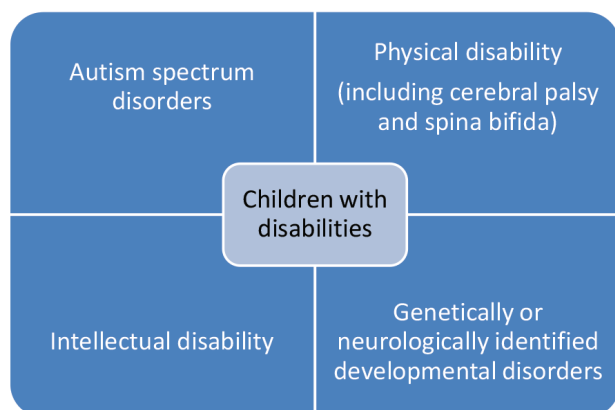 Autism spectrum
disorders
Physical disability
(including cerebral palsy
and spina bifida)
Children with
disabilities
Intellectual disability
Genetically or
neurologically identified
developmental disorders